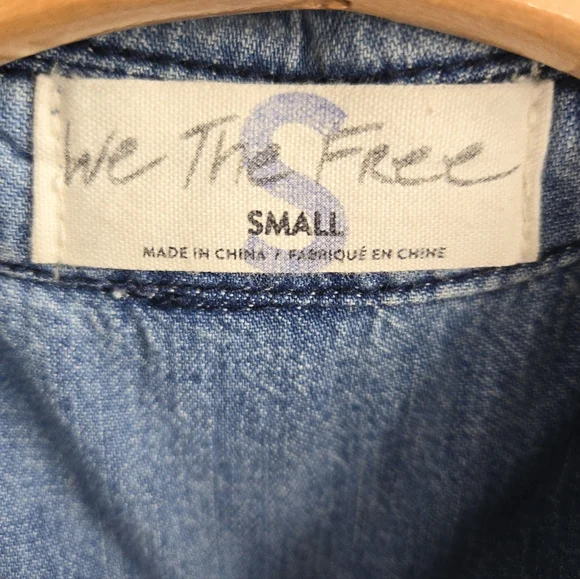 We The Free
S
SMALL
MADE IN CHINA / FABRIQUÉ EN CHINE